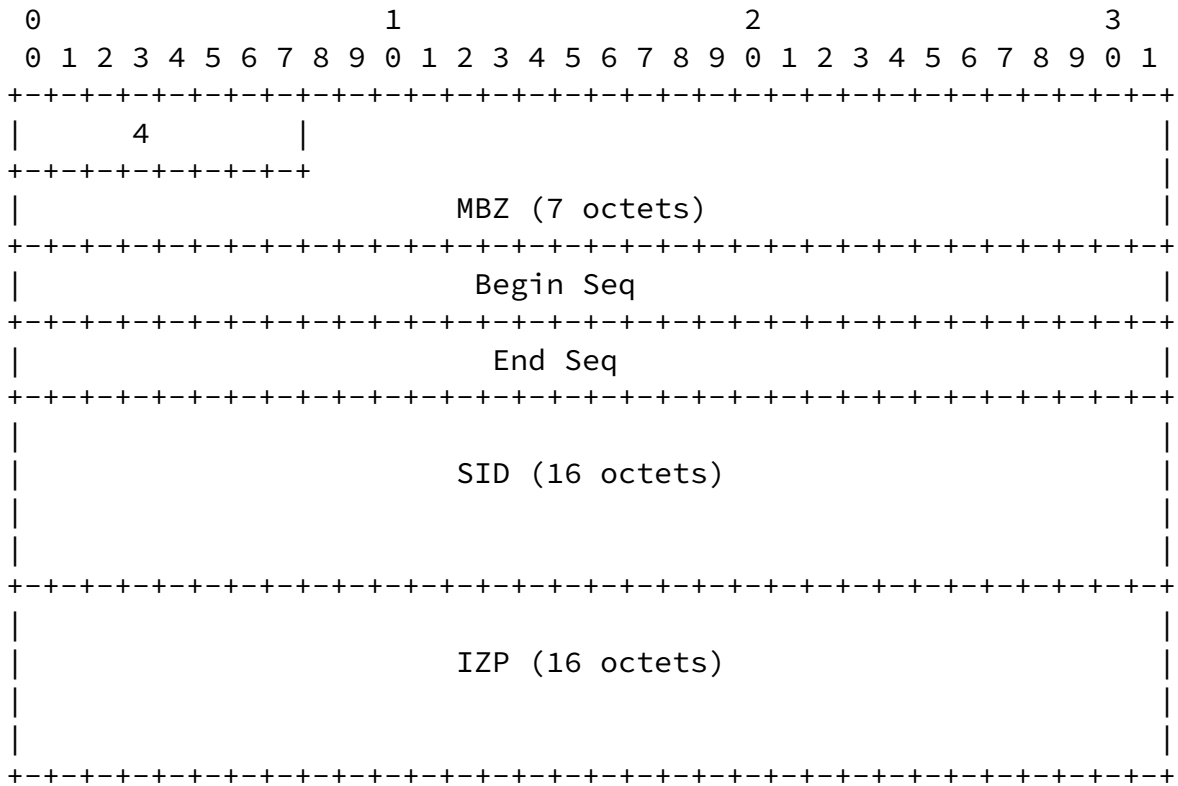 0                   1                   2                   3
 0 1 2 3 4 5 6 7 8 9 0 1 2 3 4 5 6 7 8 9 0 1 2 3 4 5 6 7 8 9 0 1
+-+-+-+-+-+-+-+-+-+-+-+-+-+-+-+-+-+-+-+-+-+-+-+-+-+-+-+-+-+-+-+-+
|      4        |                                               |
+-+-+-+-+-+-+-+-+                                               |
|                        MBZ (7 octets)                         |
+-+-+-+-+-+-+-+-+-+-+-+-+-+-+-+-+-+-+-+-+-+-+-+-+-+-+-+-+-+-+-+-+
|                         Begin Seq                             |
+-+-+-+-+-+-+-+-+-+-+-+-+-+-+-+-+-+-+-+-+-+-+-+-+-+-+-+-+-+-+-+-+
|                          End Seq                              |
+-+-+-+-+-+-+-+-+-+-+-+-+-+-+-+-+-+-+-+-+-+-+-+-+-+-+-+-+-+-+-+-+
|                                                               |
|                        SID (16 octets)                        |
|                                                               |
|                                                               |
+-+-+-+-+-+-+-+-+-+-+-+-+-+-+-+-+-+-+-+-+-+-+-+-+-+-+-+-+-+-+-+-+
|                                                               |
|                        IZP (16 octets)                        |
|                                                               |
|                                                               |
+-+-+-+-+-+-+-+-+-+-+-+-+-+-+-+-+-+-+-+-+-+-+-+-+-+-+-+-+-+-+-+-+